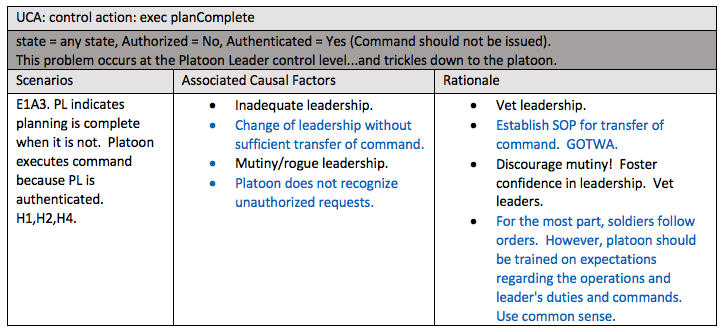 UCA: control action: exec planComplete
state = any state, Authorized = No, Authenticated = Yes (Command should not be issued).
This problem occurs at the Platoon Leader control level...and trickles down to the platoon.
Scenarios
Associated Causal Factors
Rationale
E1A3. PL indicates
planning is complete
when it is not.  Platoon
executes command
because PL is
authenticated.
H1,H2,H4.
• Inadequate leadership.
• Change of leadership without
sufficient transfer of command.
• Mutiny/rogue leadership.
• Platoon does not recognize
unauthorized requests.
• Vet leadership.
• Establish SOP for transfer of
command.  GOTWA.
• Discourage mutiny!  Foster
confidence in leadership.  Vet
leaders.
• For the most part, soldiers follow
orders.  However, platoon should
be trained on expectations
regarding the operations and
leader's duties and commands.
Use common sense.